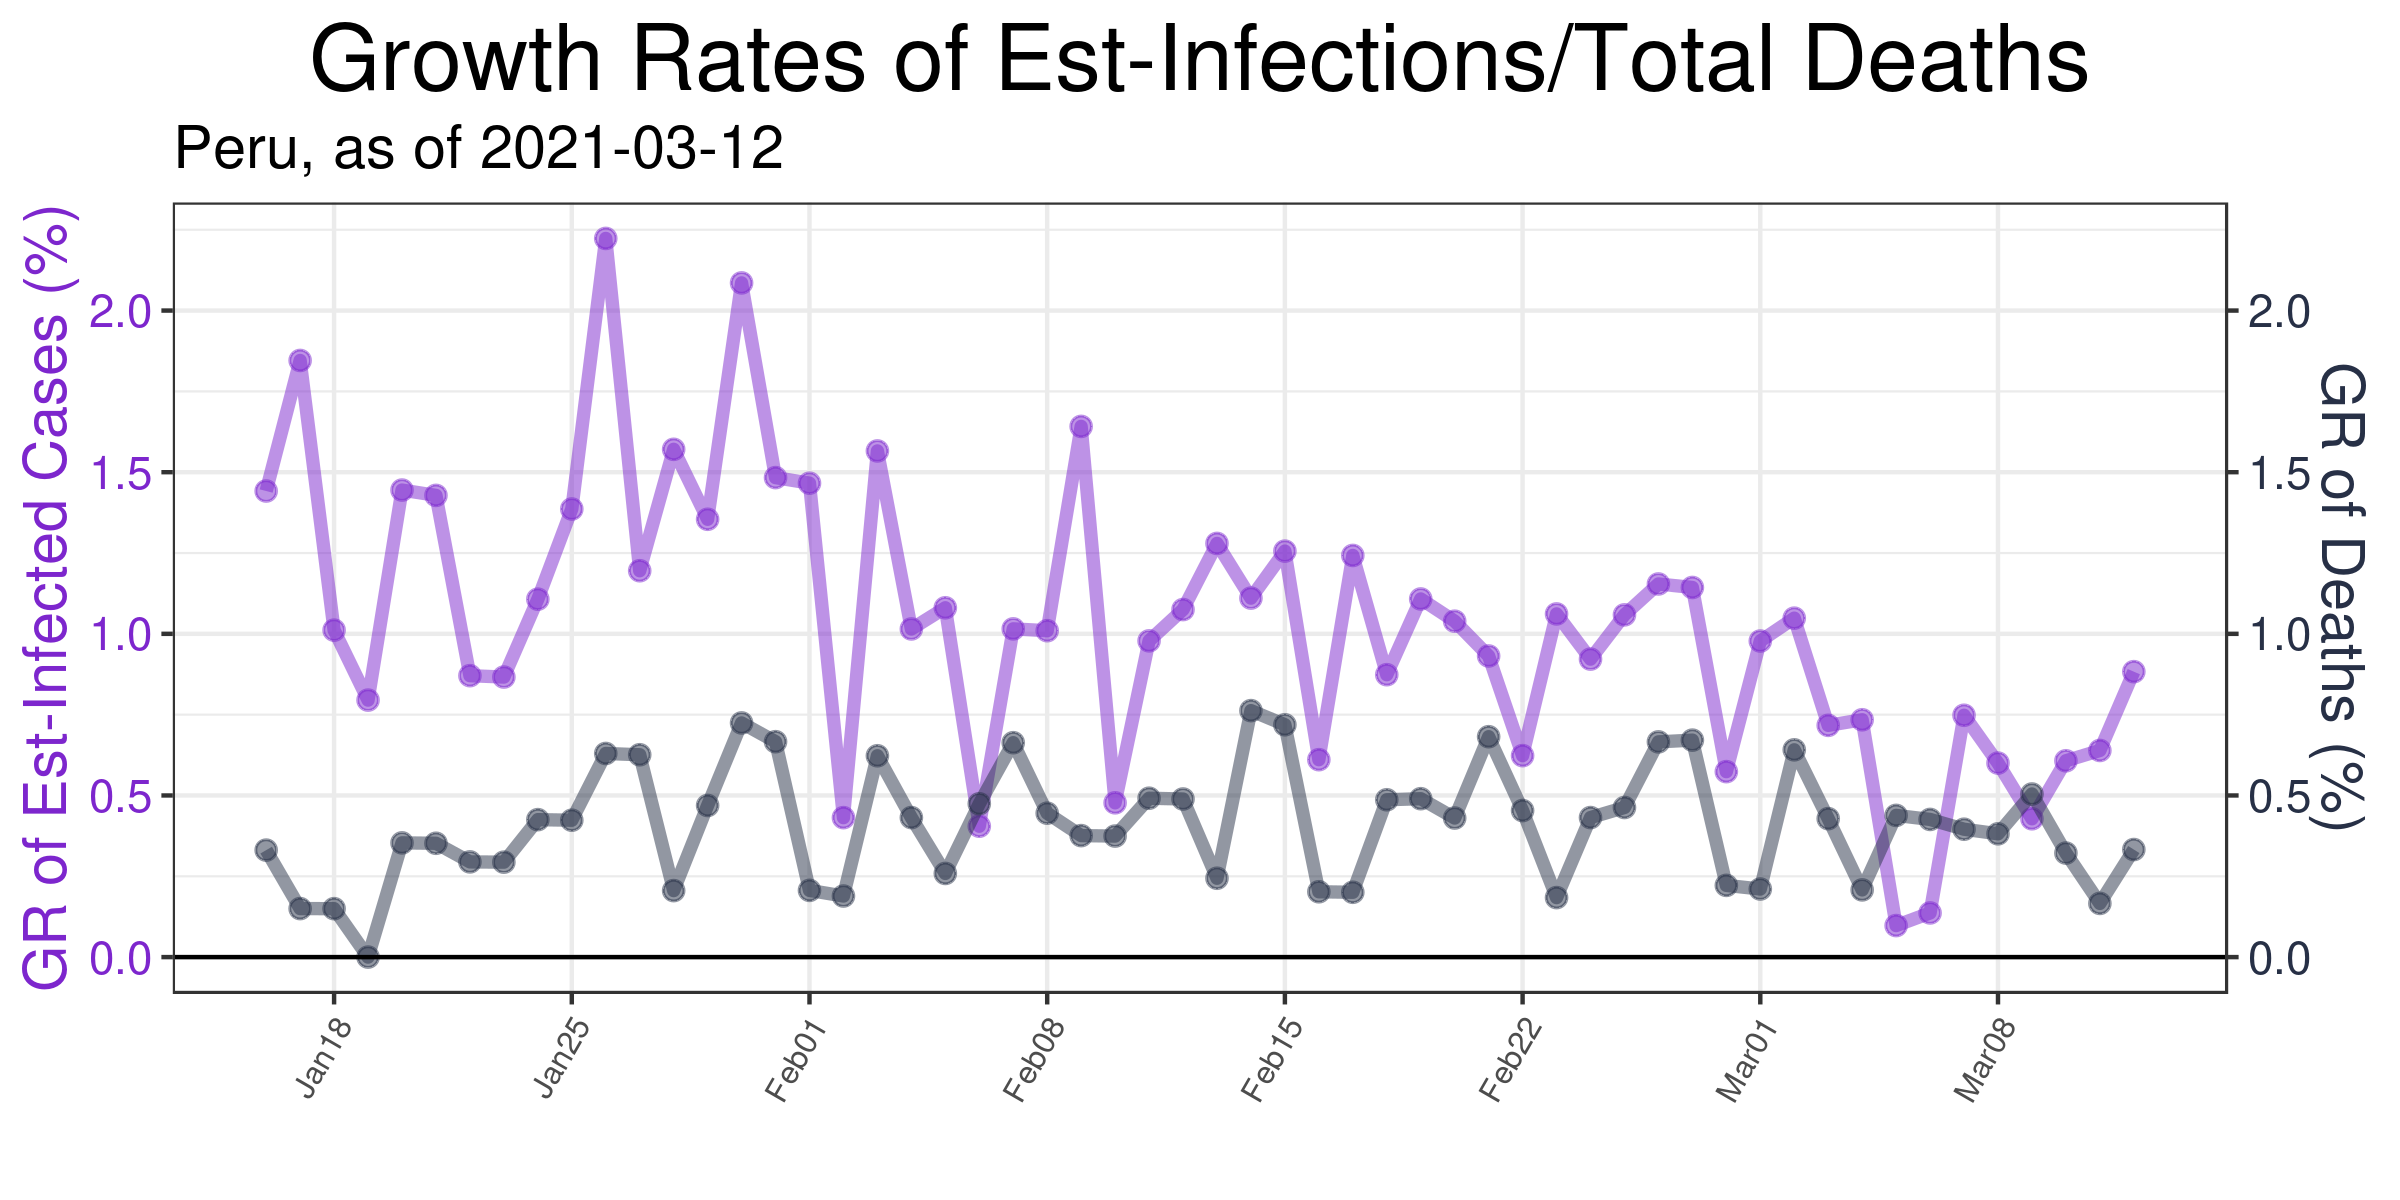 Growth Rates of Est-Infections/Total Deaths
Peru, as of 2021-03-12
GR of Est-Infected Cases (%)
2.0
1.5
1.0
0.5
0.0
2.0
1.5
1.0
0.5
0.0
GR of Deaths (%)
Jan18
Jan25
Feb01
Feb08
Feb15
Feb22
Mar01
Mar08